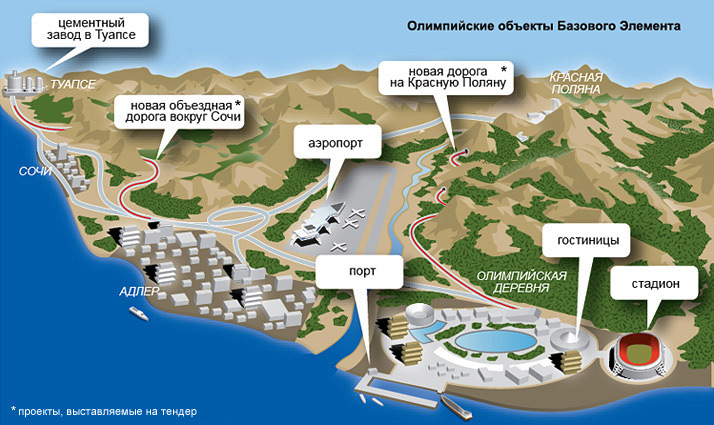 Олимпийские объекты Базового Элемента
цементный
завод в Туапсе
ТУАПСЕ
новая объездная *
дорога вокруг Сочи
новая дорога *
на Красную Поляну
КРАСНАЯ
ПОЛЯНА
аэропорт
СОЧИ
гостиницы
порт
ОЛИМПИЙСКАЯ
ДЕРЕВНЯ
стадион
АДЛЕР
* проекты, выставляемые на тендер